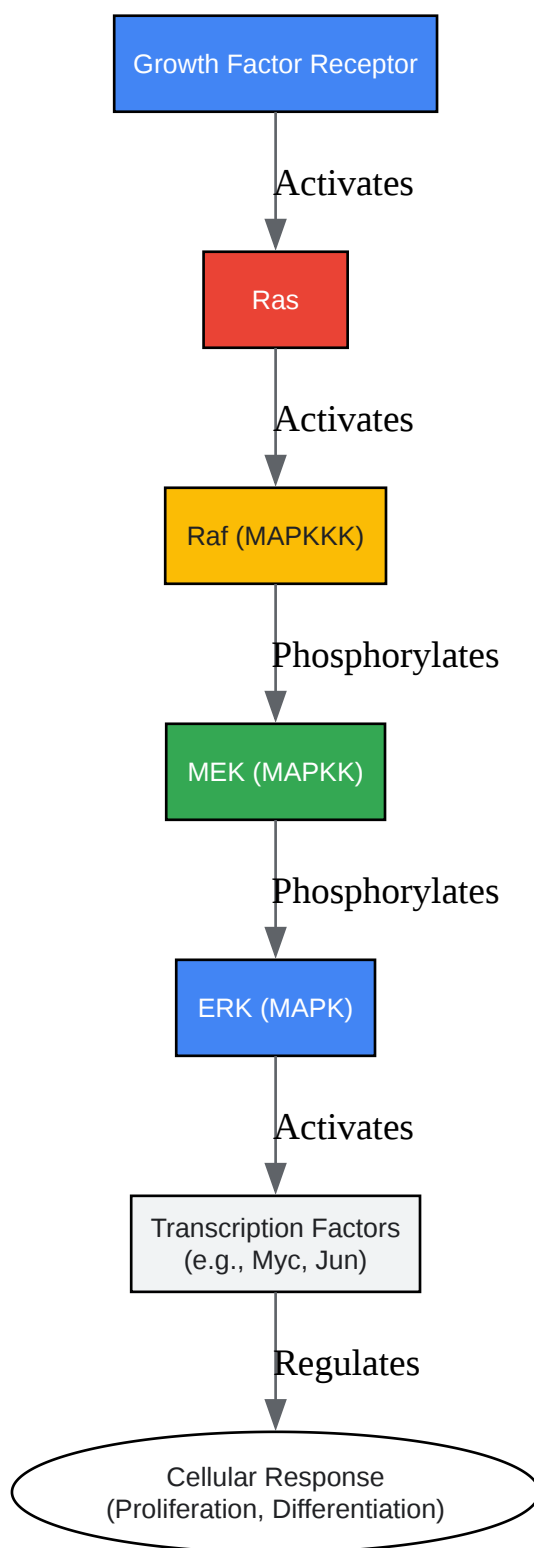 Growth Factor Receptor
Activates
Ras
Activates
Raf (MAPKKK)
Phosphorylates
MEK (MAPKK)
Phosphorylates
ERK (MAPK)
Activates
Transcription Factors
(e.g., Myc, Jun)
Regulates
Cellular Response
(Proliferation, Differentiation)